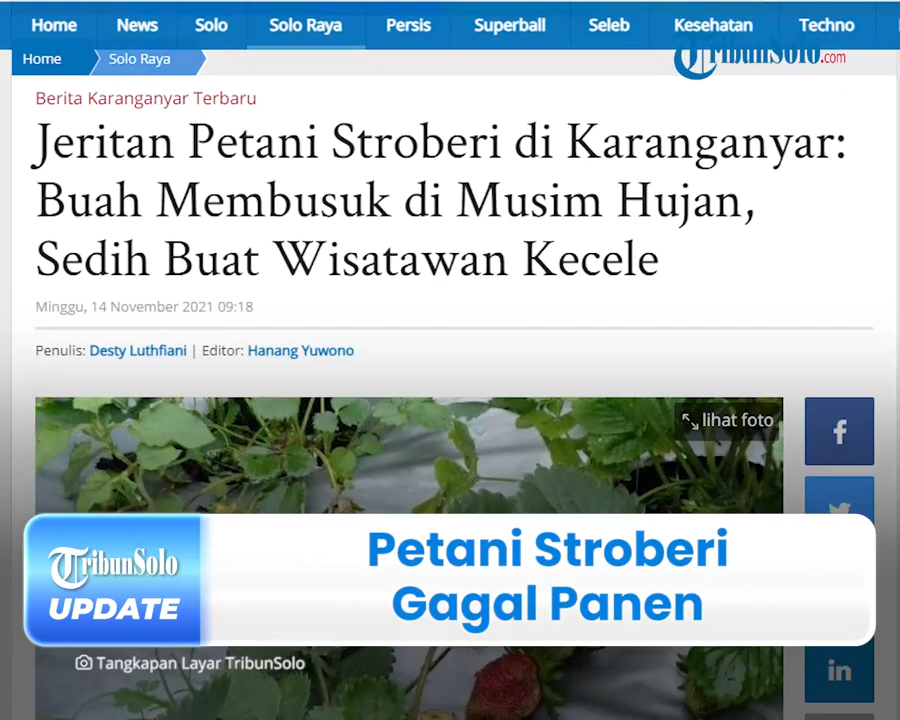 Home News Solo Solo Raya Persis Superball Seleb Kesehatan Techno
Home Solo Raya
TribunSolo.com
Berita Karanganyar Terbaru
Jeritan Petani Stroberi di Karanganyar:
Buah Membusuk di Musim Hujan,
Sedih Buat Wisatawan Kecele
Minggu, 14 November 2021 09:18
Penulis: Desty Luthfiani | Editor: Hanang Yuwono
lihat foto
f
TribunSolo
UPDATE
Petani Stroberi
Gagal Panen
Tangkapan Layar TribunSolo
in